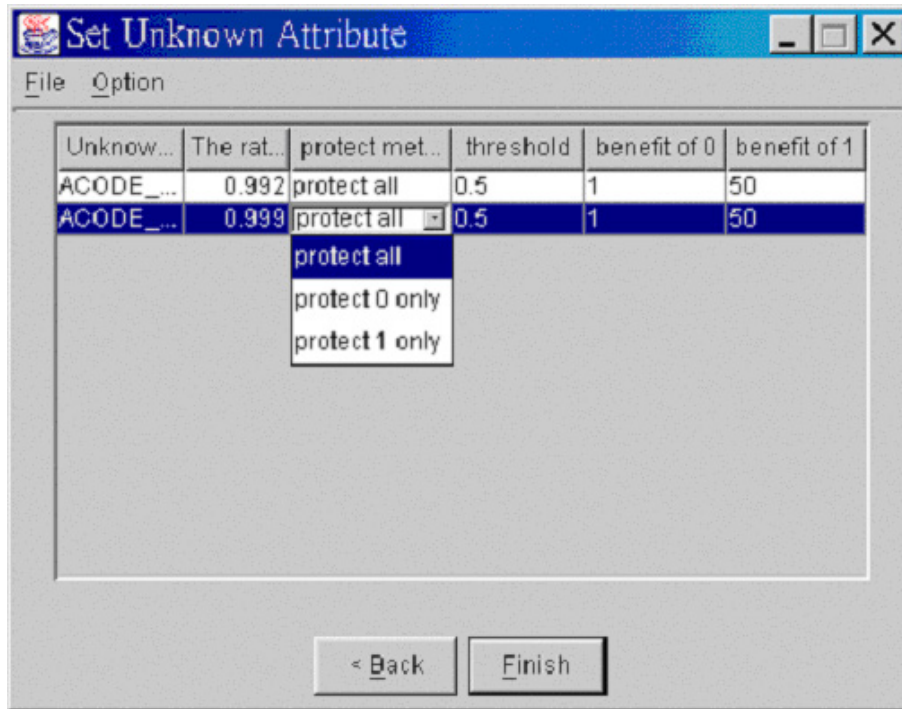 Set Unknown Attribute
File Option
Unknow... The rat... protect met... threshold benefit of 0 benefit of 1
ACODE_... 0.992 protect all 0.5 1 50
ACODE_... 0.999 protect all 0.5 1 50
protect all
protect 0 only
protect 1 only
< Back Finish